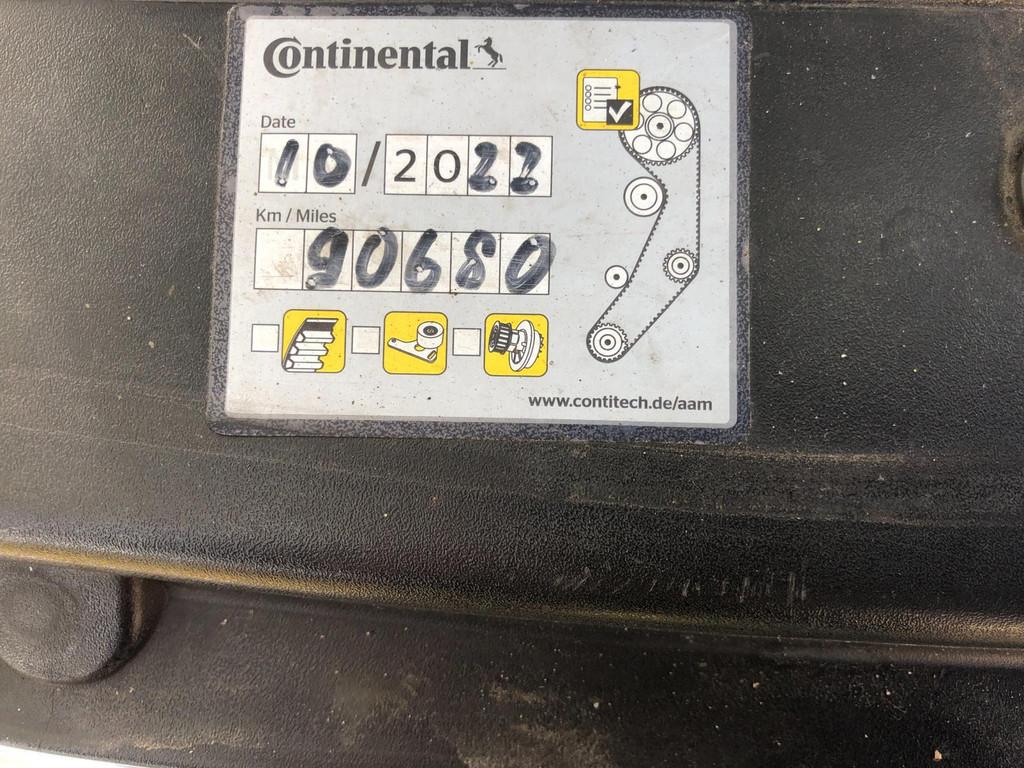 Continental
Date
10/2022
Km / Miles
90680
www.contitech.de/aam